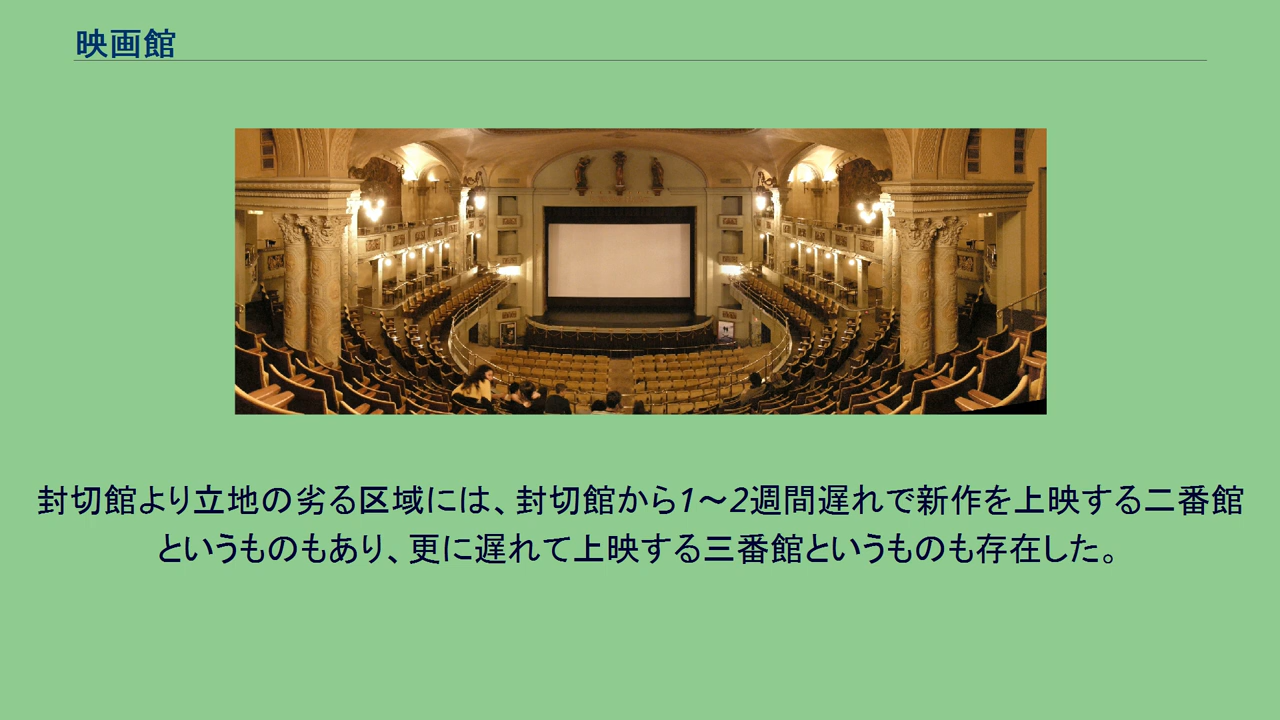 映画館
封切館より立地の劣る区域には、封切館から1～2週間遅れで新作を上映する二番館
というものもあり、更に遅れて上映する三番館というものも存在した。